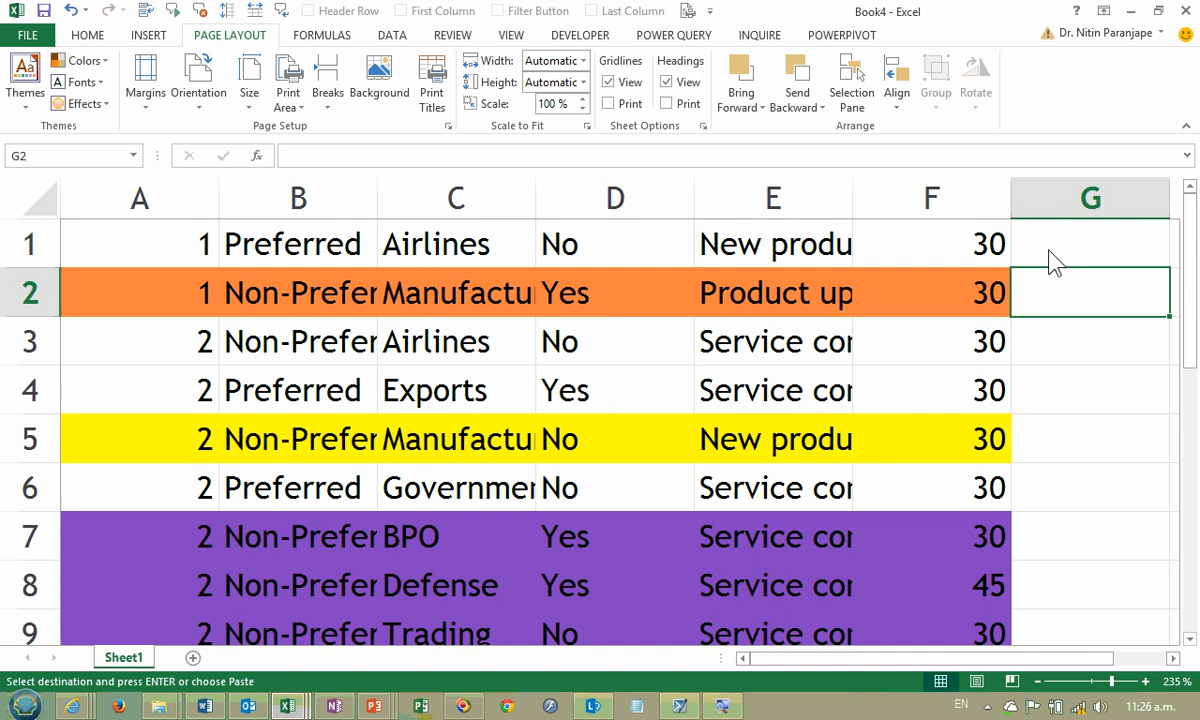 Header Row First Column Filter Button Last Column Book4 - Excel ?
FILE HOME INSERT PAGE LAYOUT FORMULAS DATA REVIEW VIEW DEVELOPER POWER QUERY INQUIRE POWERPIVOT Dr. Nitin Paranjape
Aa Themes Colors Fonts Effects
Themes
Margins Orientation Size Print Area Breaks Background Print Titles
Page Setup
Width: Automatic
Height: Automatic
Scale: 100 %
Scale to Fit
Gridlines Headings
View View
Print Print
Sheet Options
Bring Forward Send Backward Selection Pane Align Group Rotate
Arrange
G2 fx
A B C D E F G
1 1 Preferred Airlines No New produ 30
2 1 Non-Prefer Manufactu Yes Product up 30
3 2 Non-Prefer Airlines No Service cor 30
4 2 Preferred Exports Yes Service cor 30
5 2 Non-Prefer Manufactu No New produ 30
6 2 Preferred Governmer No Service cor 30
7 2 Non-Prefer BPO Yes Service cor 30
8 2 Non-Prefer Defense Yes Service cor 45
9 2 Non-Prefer Trading No Service cor 30
Sheet1
Select destination and press ENTER or choose Paste 235 %
EN 11:26 a.m.